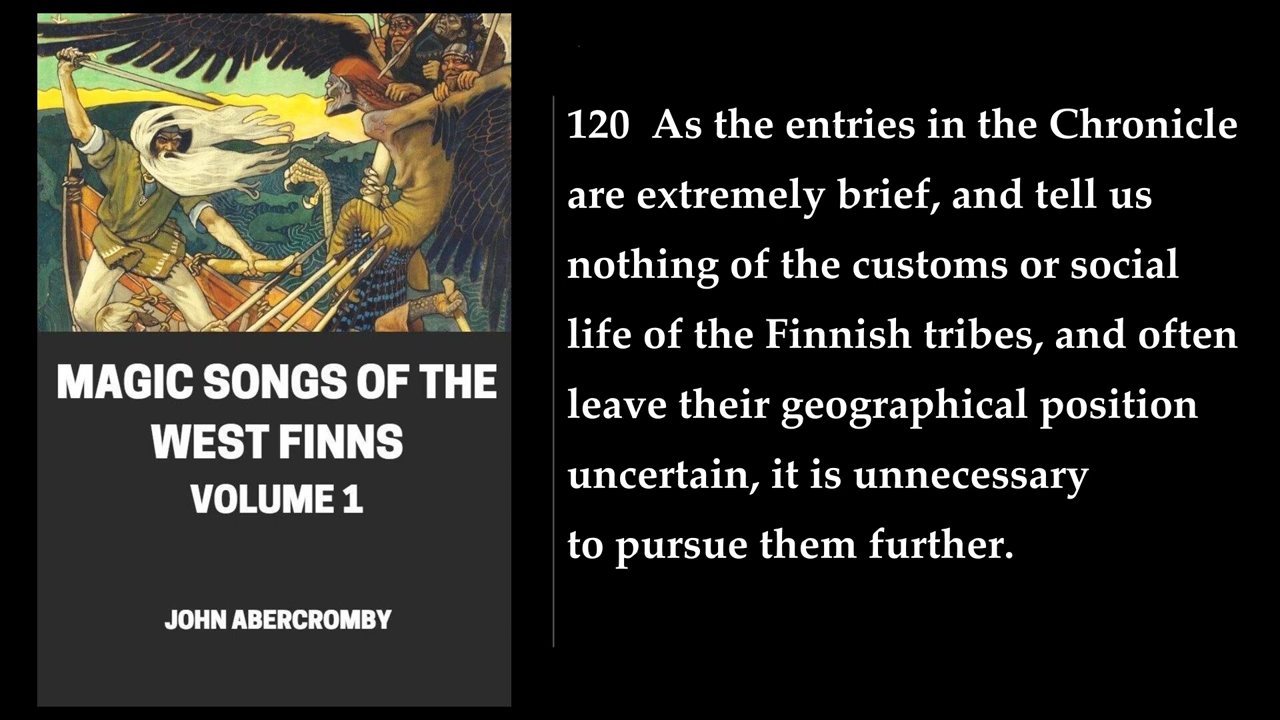 MAGIC SONGS OF THE
WEST FINNS
VOLUME 1
JOHN ABERCROMBY
120 As the entries in the Chronicle
are extremely brief, and tell us
nothing of the customs or social
life of the Finnish tribes, and often
leave their geographical position
uncertain, it is unnecessary
to pursue them further.